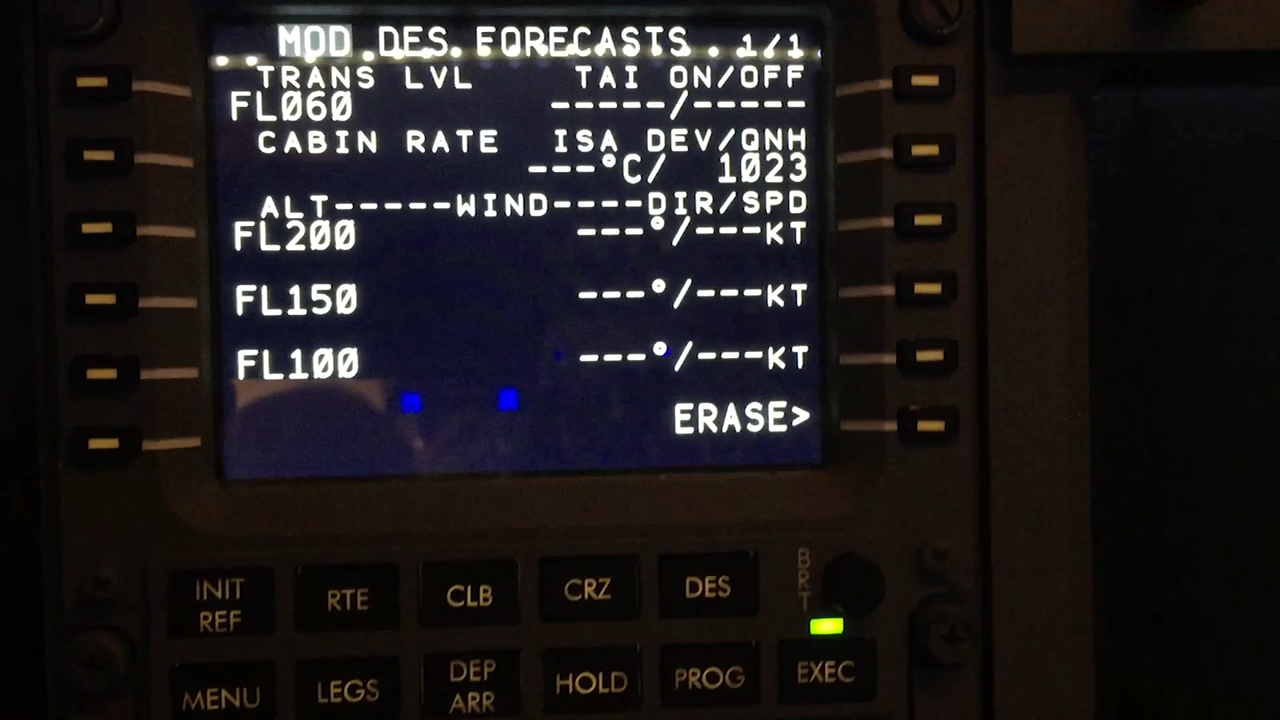 MOD DES FORECASTS 1/1
TRANS LVL TAI ON/OFF
FL060 -----/-----
CABIN RATE ISA DEV/QNH
---°C/ 1023
ALT-----WIND----DIR/SPD
FL200 ---°/---KT
FL150 ---°/---KT
FL100 ---°/---KT
ERASE>
INIT REF RTE CLB CRZ DES BRT
MENU LEGS DEP ARR HOLD PROG EXEC